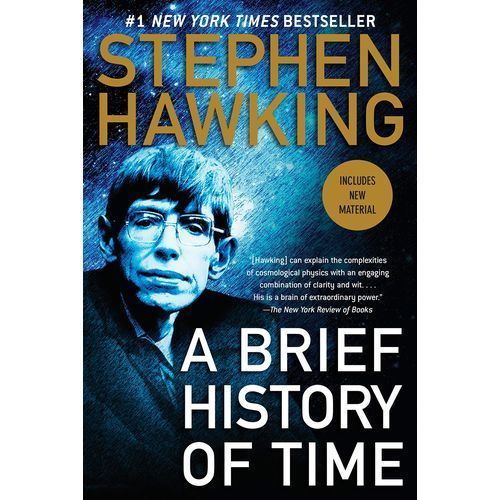 #1 NEW YORK TIMES BESTSELLER
STEPHEN
HAWKING
INCLUDES
NEW
MATERIAL
"[Hawking] can explain the complexities
of cosmological physics with an engaging
combination of clarity and wit. . . .
His is a brain of extraordinary power."
—The New York Review of Books
A BRIEF
HISTORY
OF TIME